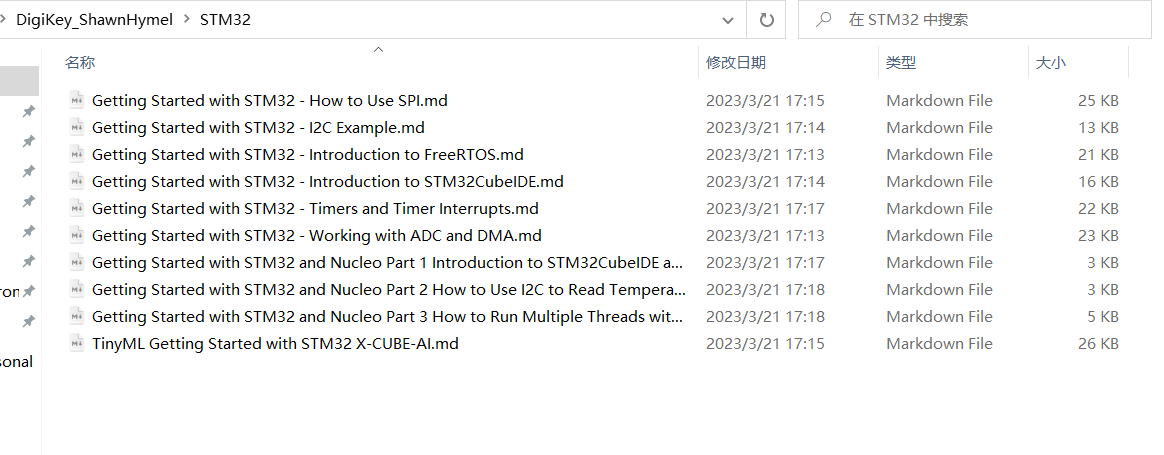 DigiKey_ShawnHymel > STM32
在 STM32 中搜索
名称 修改日期 类型 大小
Getting Started with STM32 - How to Use SPI.md 2023/3/21 17:15 Markdown File 25 KB
Getting Started with STM32 - I2C Example.md 2023/3/21 17:14 Markdown File 13 KB
Getting Started with STM32 - Introduction to FreeRTOS.md 2023/3/21 17:13 Markdown File 21 KB
Getting Started with STM32 - Introduction to STM32CubeIDE.md 2023/3/21 17:14 Markdown File 16 KB
Getting Started with STM32 - Timers and Timer Interrupts.md 2023/3/21 17:17 Markdown File 22 KB
Getting Started with STM32 - Working with ADC and DMA.md 2023/3/21 17:13 Markdown File 23 KB
Getting Started with STM32 and Nucleo Part 1 Introduction to STM32CubeIDE a... 2023/3/21 17:17 Markdown File 3 KB
ron Getting Started with STM32 and Nucleo Part 2 How to Use I2C to Read Tempera... 2023/3/21 17:18 Markdown File 3 KB
Getting Started with STM32 and Nucleo Part 3 How to Run Multiple Threads wit... 2023/3/21 17:18 Markdown File 5 KB
TinyML Getting Started with STM32 X-CUBE-AI.md 2023/3/21 17:15 Markdown File 26 KB
sonal